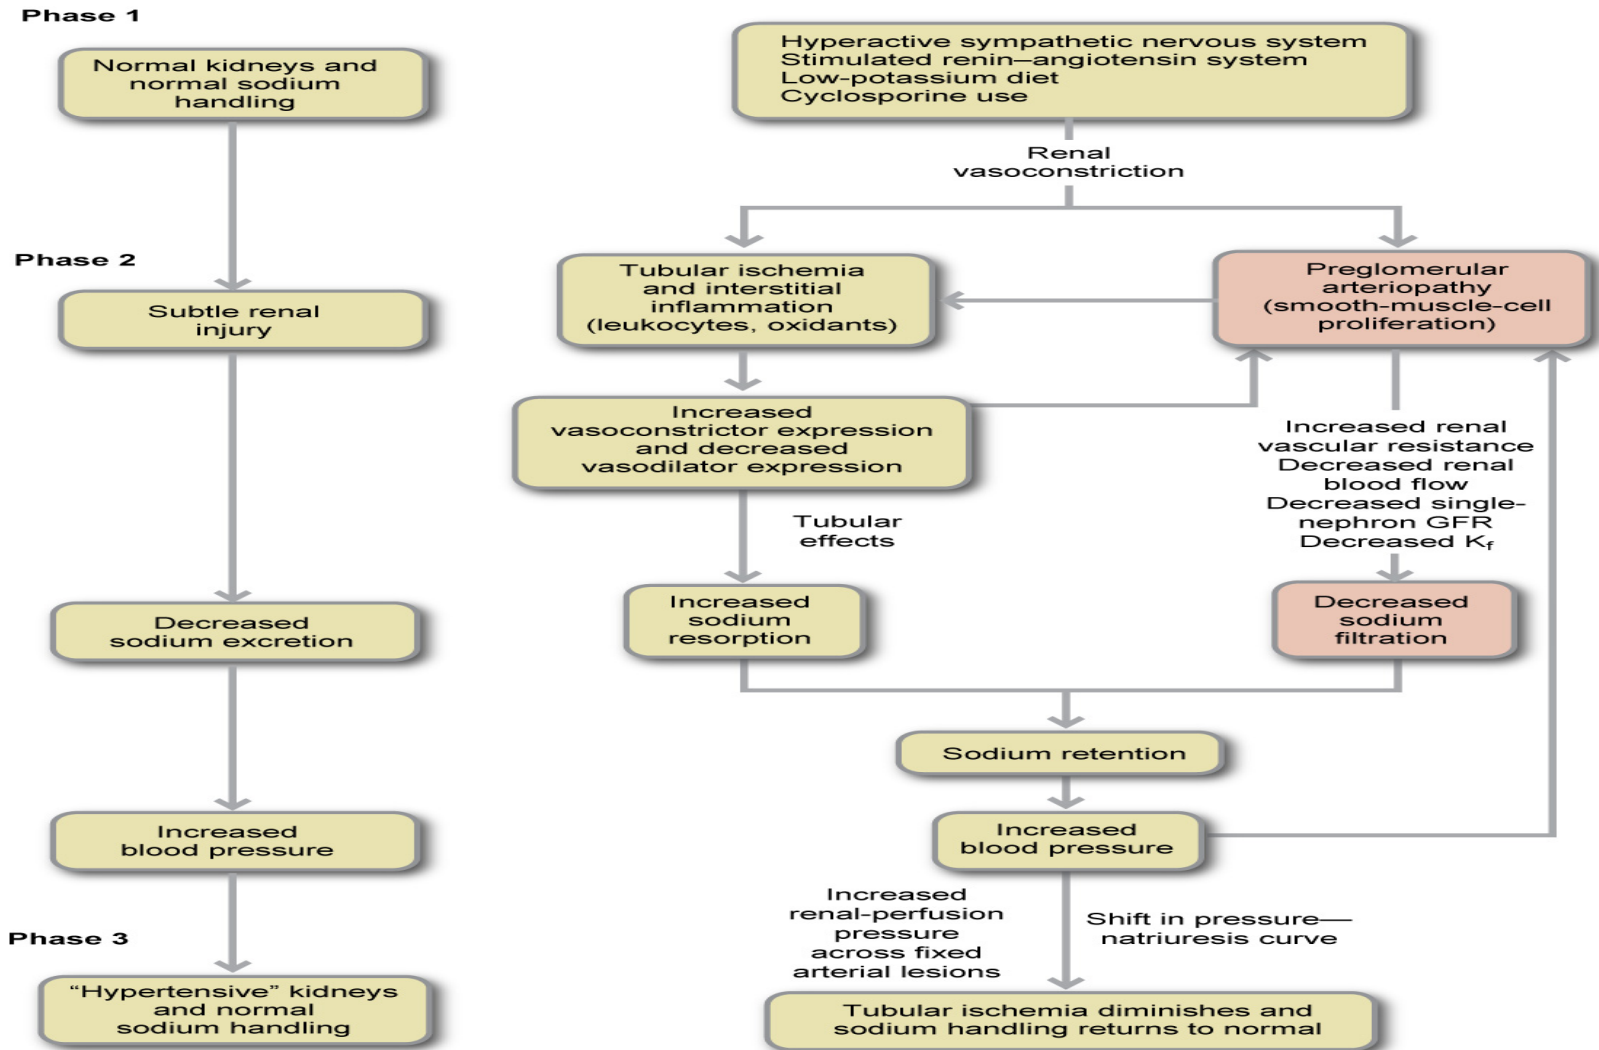 Phase 1
Normal kidneys and
normal sodium
handling
Phase 2
Subtle renal
injury
Decreased
sodium excretion
Increased
blood pressure
Phase 3
“Hypertensive” kidneys
and normal
sodium handling
Hyperactive sympathetic nervous system
Stimulated renin–angiotensin system
Low-potassium diet
Cyclosporine use
Renal
vasoconstriction
Tubular ischemia
and interstitial
inflammation
(leukocytes, oxidants)
Preglomerular
arteriopathy
(smooth-muscle-cell
proliferation)
Increased
vasoconstrictor expression
and decreased
vasodilator expression
Increased renal
vascular resistance
Decreased renal
blood flow
Decreased single-
nephron GFR
Decreased Kf
Tubular
effects
Increased
sodium
resorption
Decreased
sodium
filtration
Sodium retention
Increased
blood pressure
Increased
renal-perfusion
pressure
across fixed
arterial lesions
Shift in pressure—
natriuresis curve
Tubular ischemia diminishes and
sodium handling returns to normal